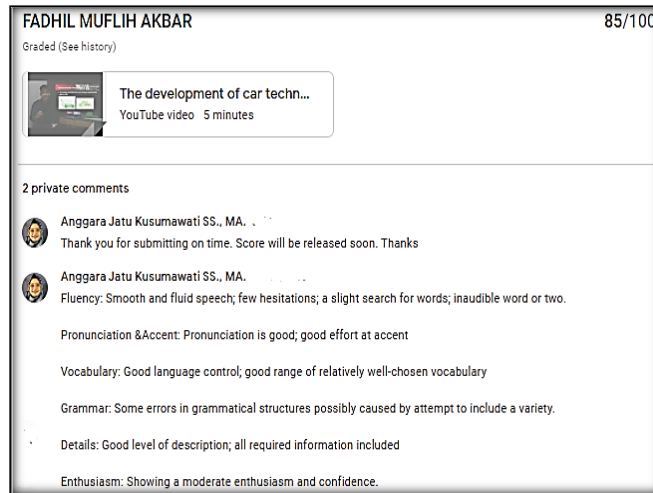 FADHIL MUFLIH AKBAR
85/100
Graded (See history)
The development of car techn...
YouTube video 5 minutes
2 private comments
Anggara Jatu Kusumawati SS., MA.
Thank you for submitting on time. Score will be released soon. Thanks
Anggara Jatu Kusumawati SS., MA.
Fluency: Smooth and fluid speech; few hesitations; a slight search for words; inaudible word or two.
Pronunciation &Accent: Pronunciation is good; good effort at accent
Vocabulary: Good language control; good range of relatively well-chosen vocabulary
Grammar: Some errors in grammatical structures possibly caused by attempt to include a variety.
Details: Good level of description; all required information included
Enthusiasm: Showing a moderate enthusiasm and confidence.